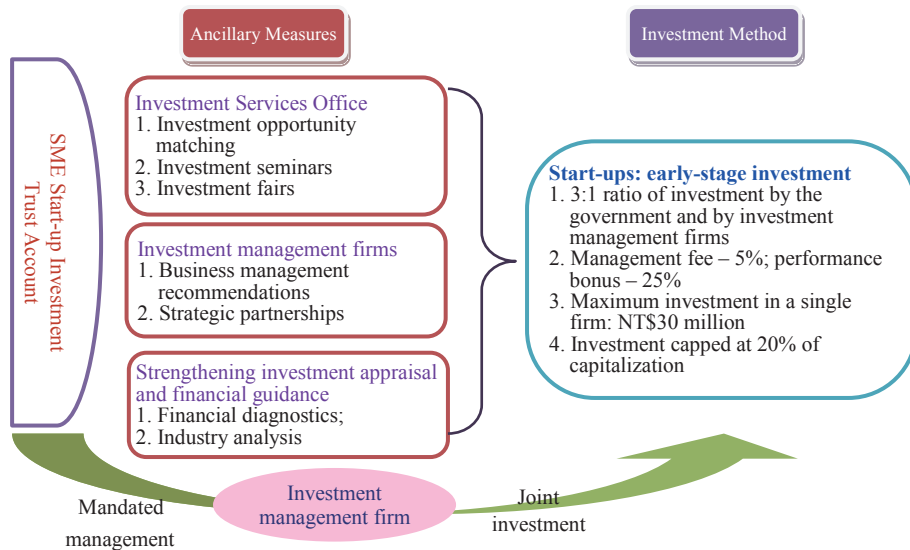 Ancillary Measures
Investment Method
SME Start-up Investment
Trust Account
Investment Services Office
1. Investment opportunity
matching
2. Investment seminars
3. Investment fairs
Investment management firms
1. Business management
recommendations
2. Strategic partnerships
Strengthening investment appraisal
and financial guidance
1. Financial diagnostics;
2. Industry analysis
Start-ups: early-stage investment
1. 3:1 ratio of investment by the
government and by investment
management firms
2. Management fee – 5%; performance
bonus – 25%
3. Maximum investment in a single
firm: NT$30 million
4. Investment capped at 20% of
capitalization
Mandated
management
Investment
management firm
Joint
investment